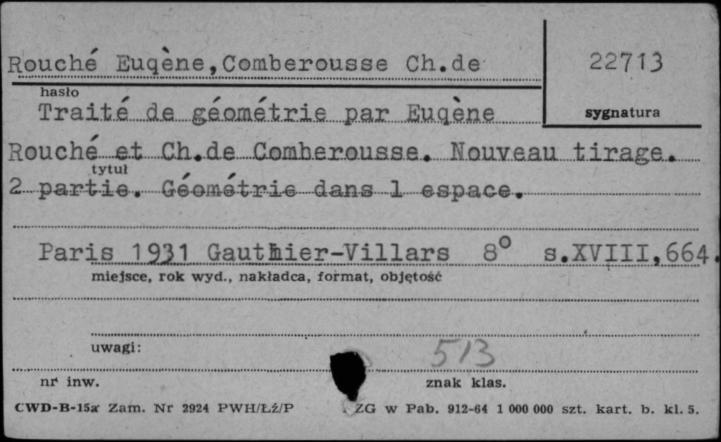 Rouché Euqène,Comberousse Ch.de
22713
hasło
Traité de géométrie par Euqène
sygnatura
Rouché et Ch.de Comberousse. Nouveau tirage.
tytuł
2 partie. Géométrie dans l espace.
Paris 1931 Gauthier-Villars 8° s.XVIII,664.
miejsce, rok wyd., nakładca, format, objętość
uwagi:
513
nr inw.
znak klas.
CWD-B-15a Zam. Nr 2924 PWH/Łź/P
ZG w Pab. 912-64 1 000 000 szt. kart. b. kl. 5.